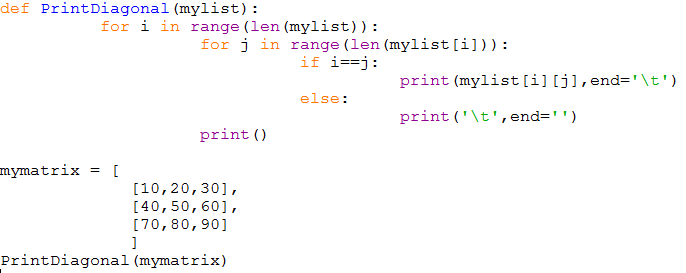 def PrintDiagonal(mylist):
        for i in range(len(mylist)):
                for j in range(len(mylist[i])):
                        if i==j:
                                print(mylist[i][j],end='\t')
                        else:
                                print('\t',end='')
                print()

mymatrix = [
           [10,20,30],
           [40,50,60],
           [70,80,90]
           ]
PrintDiagonal(mymatrix)